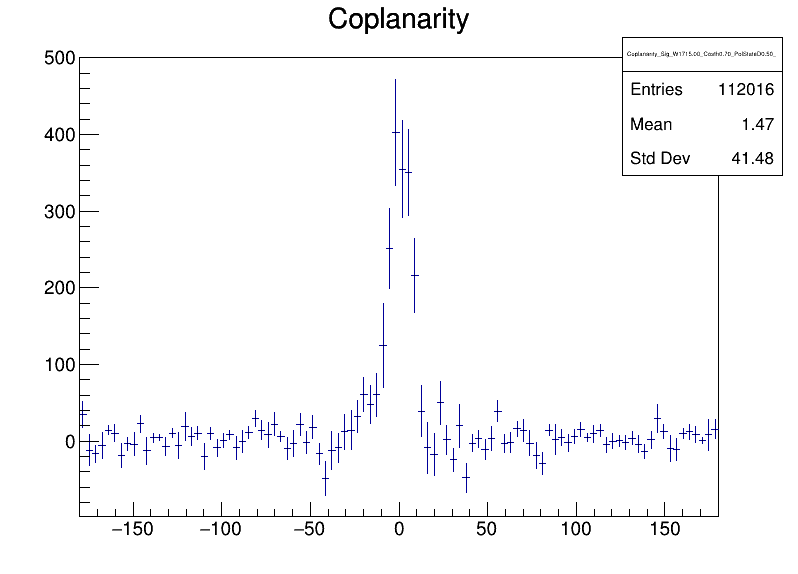 Coplanarity
Coplanarity_Sig_W1715.00_Costh0.70_PolStateD0.50_
Entries 112016
Mean 1.47
Std Dev 41.48
500
400
300
200
100
0
−150 −100 −50 0 50 100 150